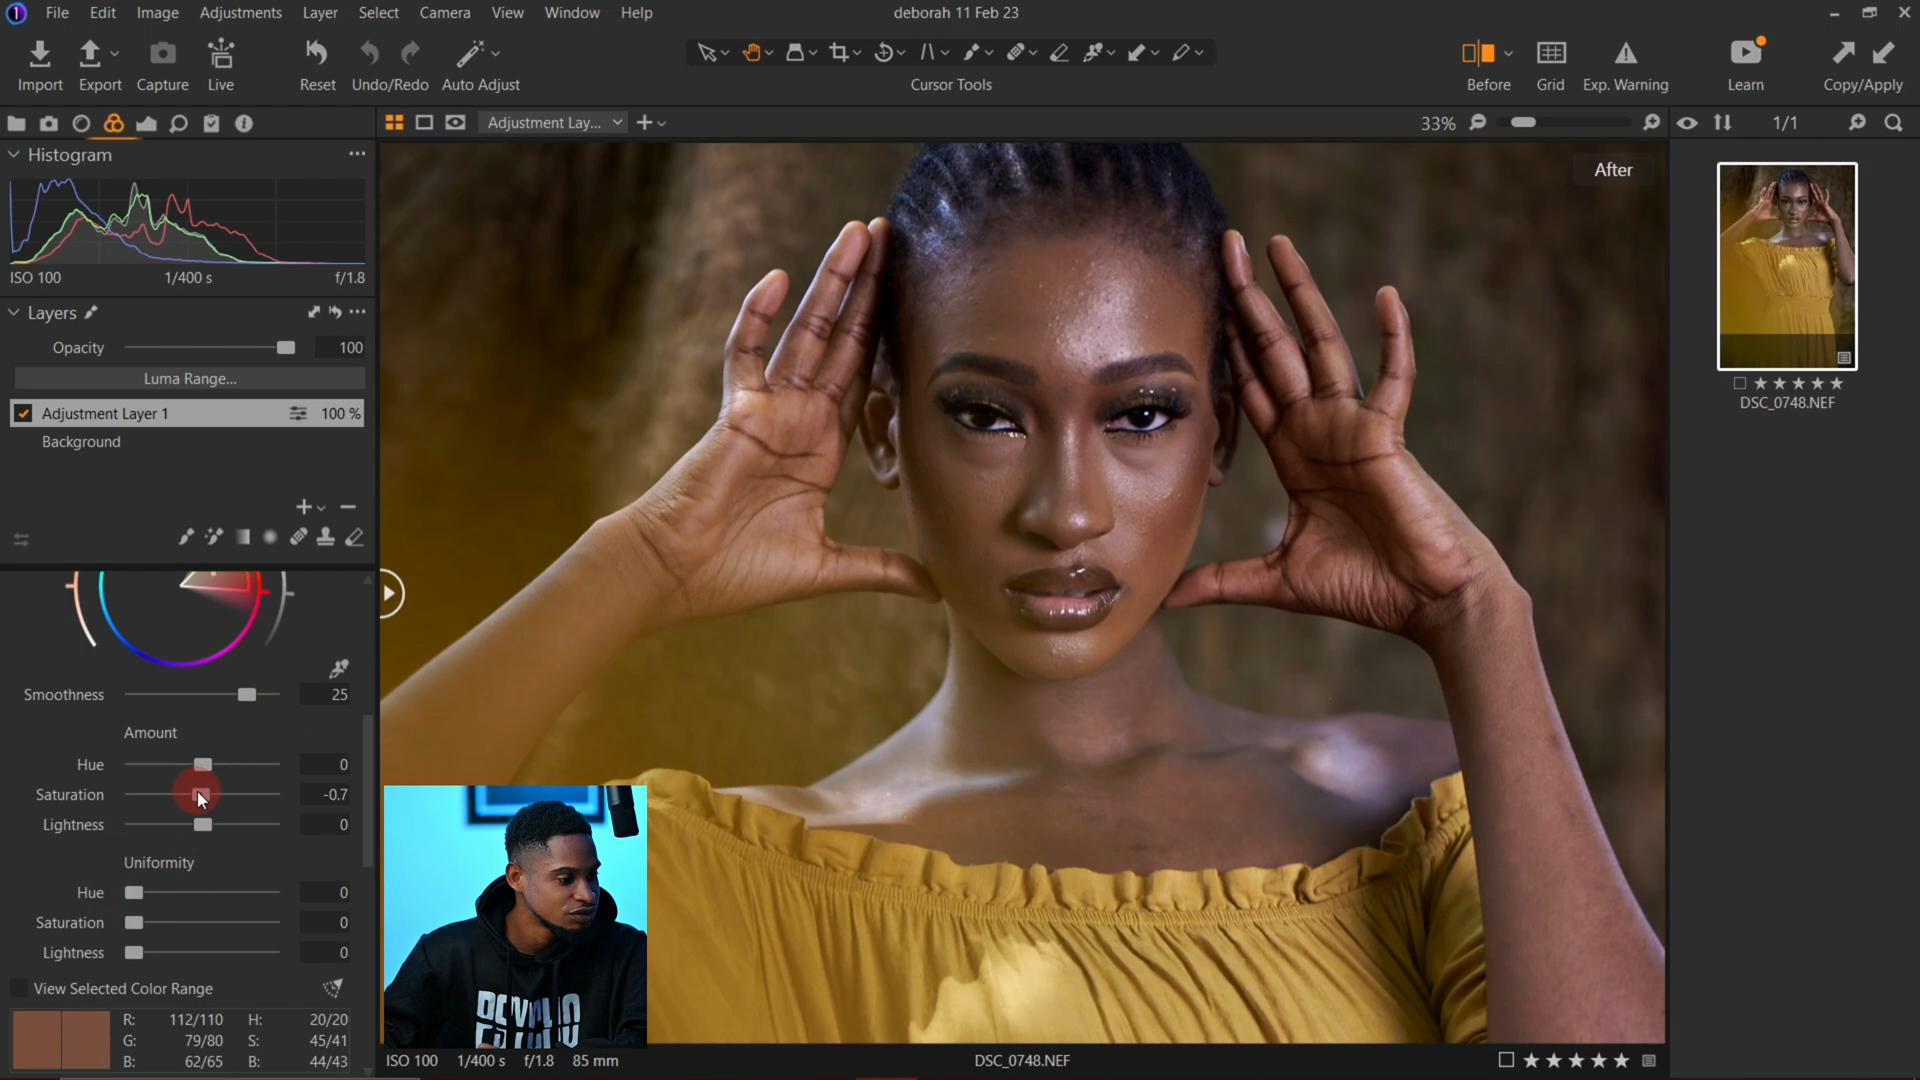 File Edit Image Adjustments Layer Select Camera View Window Help
deborah 11 Feb 23
Import Export Capture Live Reset Undo/Redo Auto Adjust
Cursor Tools
Before Grid Exp. Warning Learn Copy/Apply
Adjustment Lay...
33%
1/1
Histogram
ISO 100 1/400 s f/1.8
After
Layers
Opacity 100
Luma Range...
Adjustment Layer 1 100 %
Background
DSC_0748.NEF
Smoothness 25
Amount
Hue 0
Saturation -0.7
Lightness 0
Uniformity
Hue 0
Saturation 0
Lightness 0
View Selected Color Range
R: 112/110 H: 20/20
G: 79/80 S: 45/41
B: 62/65 B: 44/43
ISO 100 1/400 s f/1.8 85 mm
DSC_0748.NEF